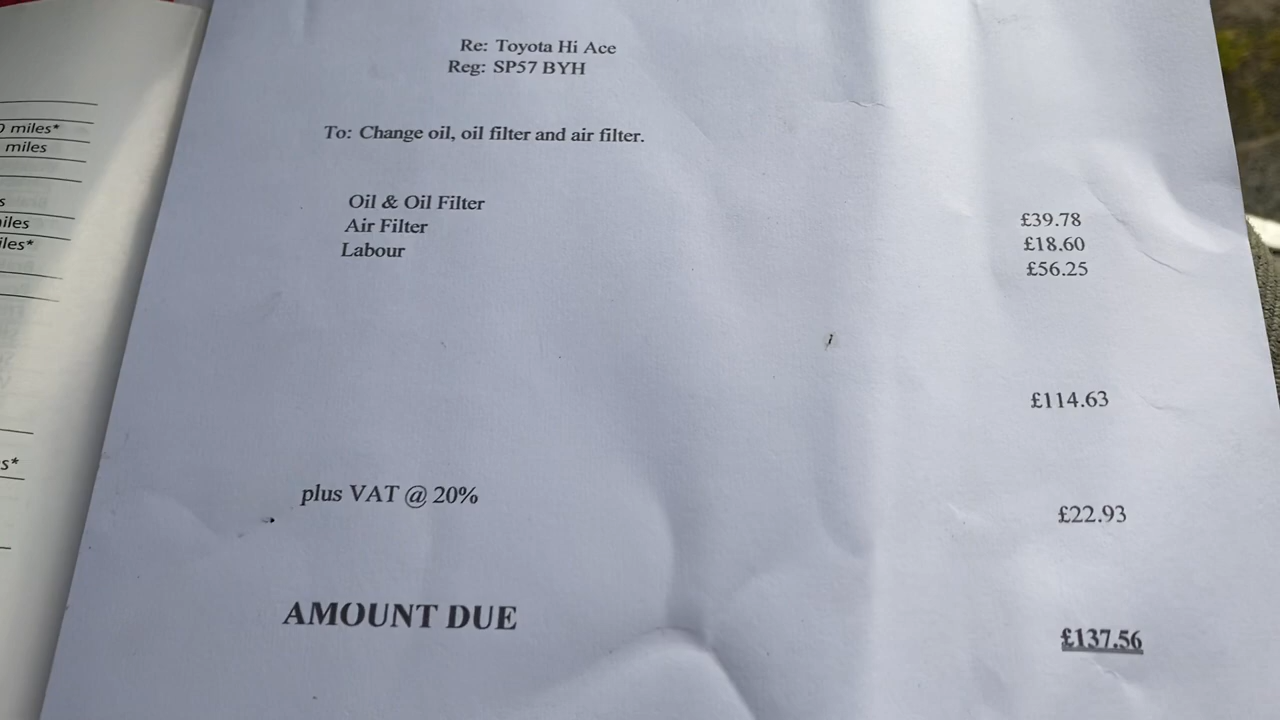 Re: Toyota Hi Ace
Reg: SP57 BYH
To: Change oil, oil filter and air filter.
Oil & Oil Filter £39.78
Air Filter £18.60
Labour £56.25
£114.63
plus VAT @ 20% £22.93
AMOUNT DUE £137.56
miles*
miles
iles*